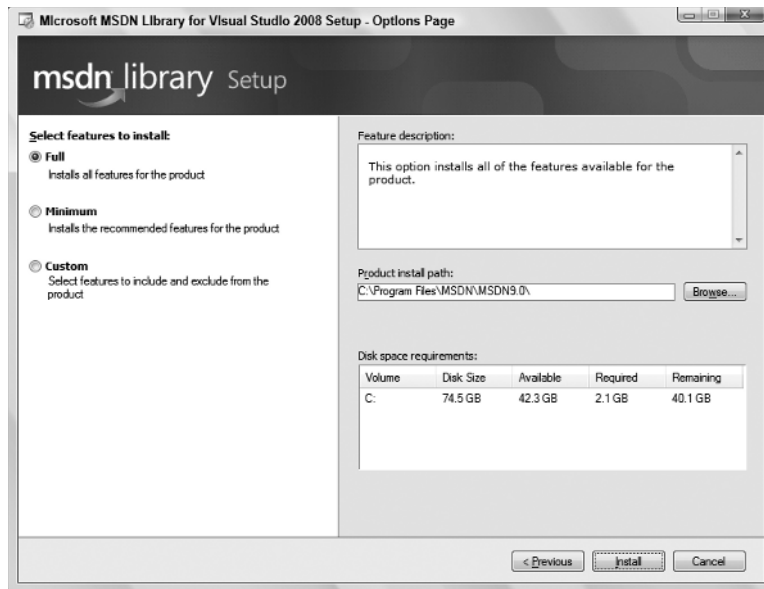 Microsoft MSDN Library for Visual Studio 2008 Setup - Options Page
msdn library Setup
Select features to install:
Full
Installs all features for the product
Minimum
Installs the recommended features for the product
Custom
Select features to include and exclude from the
product
Feature description:
This option installs all of the features available for the
product.
Product install path:
C:\Program Files\MSDN\MSDN9.0\
Browse...
Disk space requirements:
Volume Disk Size Available Required Remaining
C: 74.5 GB 42.3 GB 2.1 GB 40.1 GB
< Previous Install Cancel